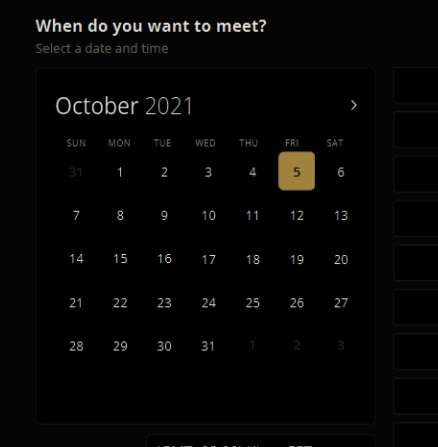 When do you want to meet?
Select a date and time
October 2021 >
SUN MON TUE WED THU FRI SAT
31 1 2 3 4 5 6
7 8 9 10 11 12 13
14 15 16 17 18 19 20
21 22 23 24 25 26 27
28 29 30 31 1 2 3